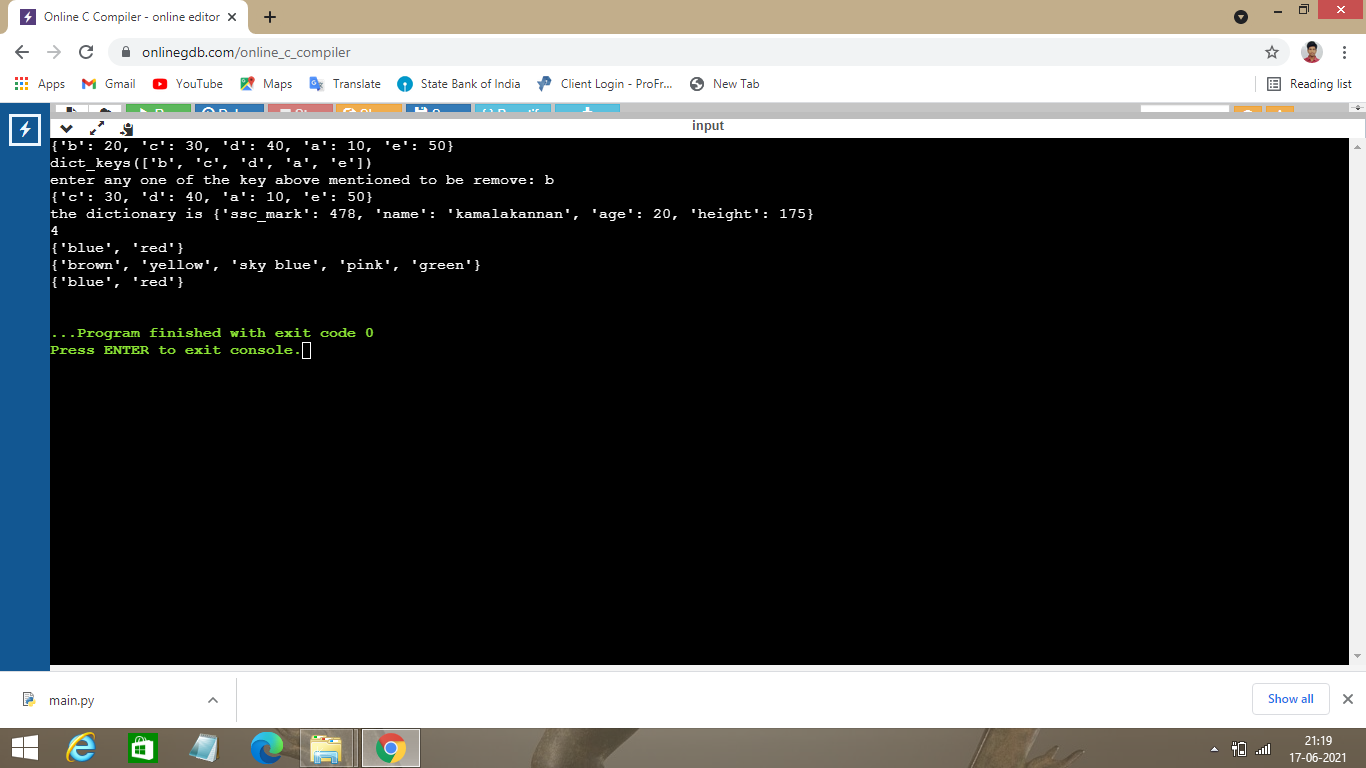 Online C Compiler - online editor
onlinegdb.com/online_c_compiler
Apps Gmail YouTube Maps Translate State Bank of India Client Login - ProFr... New Tab Reading list
input
{'b': 20, 'c': 30, 'd': 40, 'a': 10, 'e': 50}
dict_keys(['b', 'c', 'd', 'a', 'e'])
enter any one of the key above mentioned to be remove: b
{'c': 30, 'd': 40, 'a': 10, 'e': 50}
the dictionary is {'ssc_mark': 478, 'name': 'kamalakannan', 'age': 20, 'height': 175}
4
{'blue', 'red'}
{'brown', 'yellow', 'sky blue', 'pink', 'green'}
{'blue', 'red'}
...Program finished with exit code 0
Press ENTER to exit console.
main.py
Show all
21:19
17-06-2021